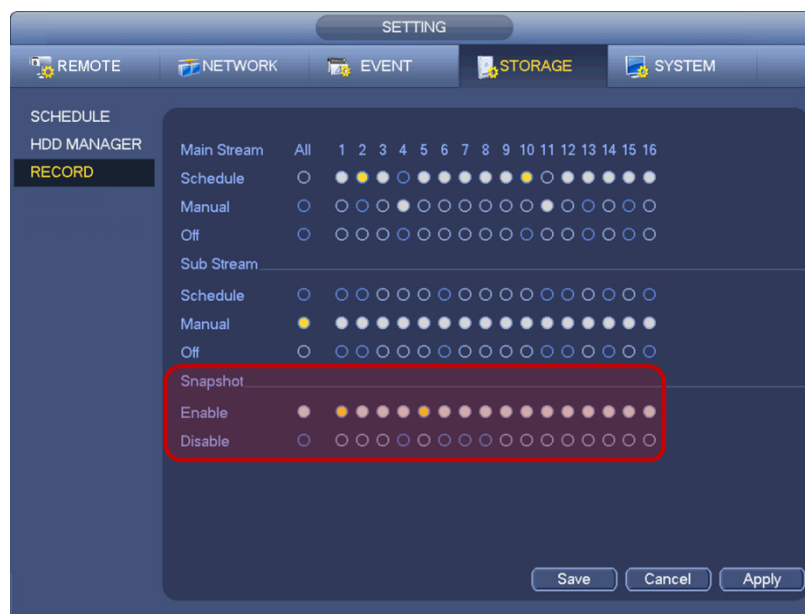 SETTING
REMOTE NETWORK EVENT STORAGE SYSTEM
SCHEDULE
HDD MANAGER
RECORD
Main Stream All 1 2 3 4 5 6 7 8 9 10 11 12 13 14 15 16
Schedule
Manual
Off
Sub Stream
Schedule
Manual
Off
Snapshot
Enable
Disable
Save Cancel Apply